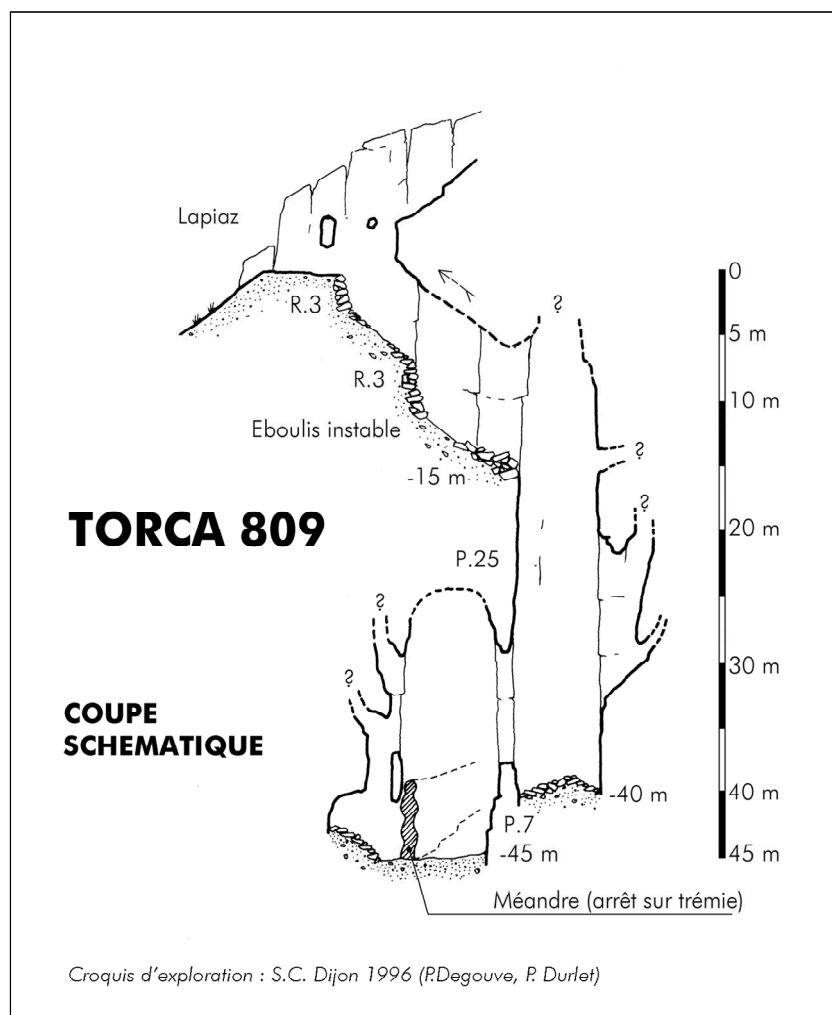 Lapiaz
0
R.3
?
5 m
R.3
10 m
Eboulis instable
?
-15 m
?
TORCA 809
20 m
P.25
?
30 m
?
COUPE
SCHEMATIQUE
-40 m
40 m
P.7
-45 m
45 m
Méandre (arrêt sur trémie)
Croquis d'exploration : S.C. Dijon 1996 (P.Degouve, P. Durlet)